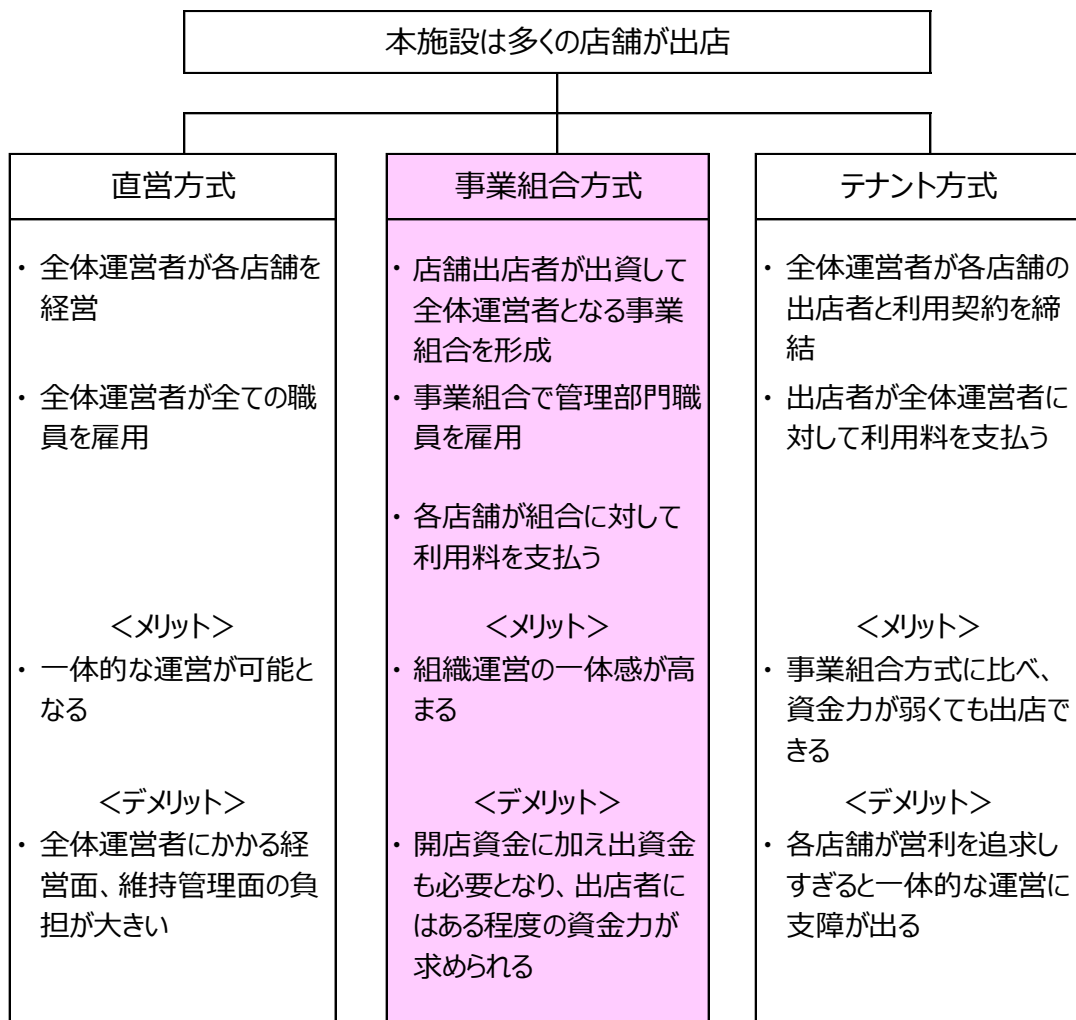 本施設は多くの店舗が出店
直営方式
・ 全体運営者が各店舗を
経営
・ 全体運営者が全ての職
員を雇用
＜メリット＞
・ 一体的な運営が可能と
なる
＜デメリット＞
・ 全体運営者にかかる経
営面、維持管理面の負
担が大きい
事業組合方式
・ 店舗出店者が出資して
全体運営者となる事業
組合を形成
・ 事業組合で管理部門職
員を雇用
・ 各店舗が組合に対して
利用料を支払う
＜メリット＞
・ 組織運営の一体感が高
まる
＜デメリット＞
・ 開店資金に加え出資金
も必要となり、出店者に
はある程度の資金力が
求められる
テナント方式
・ 全体運営者が各店舗の
出店者と利用契約を締
結
・ 出店者が全体運営者に
対して利用料を支払う
＜メリット＞
・ 事業組合方式に比べ、
資金力が弱くても出店で
きる
＜デメリット＞
・ 各店舗が営利を追求し
すぎると一体的な運営に
支障が出る